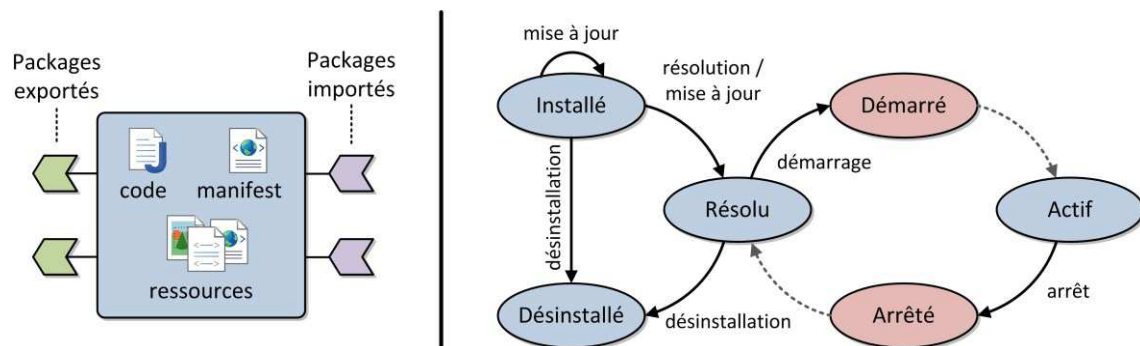 Packages
exportés
Packages
importés
code
manifest
ressources
mise à jour
Installé
résolution /
mise à jour
Démarré
démarrage
désinstallation
Résolu
Actif
Désinstallé
désinstallation
Arrêté
arrêt